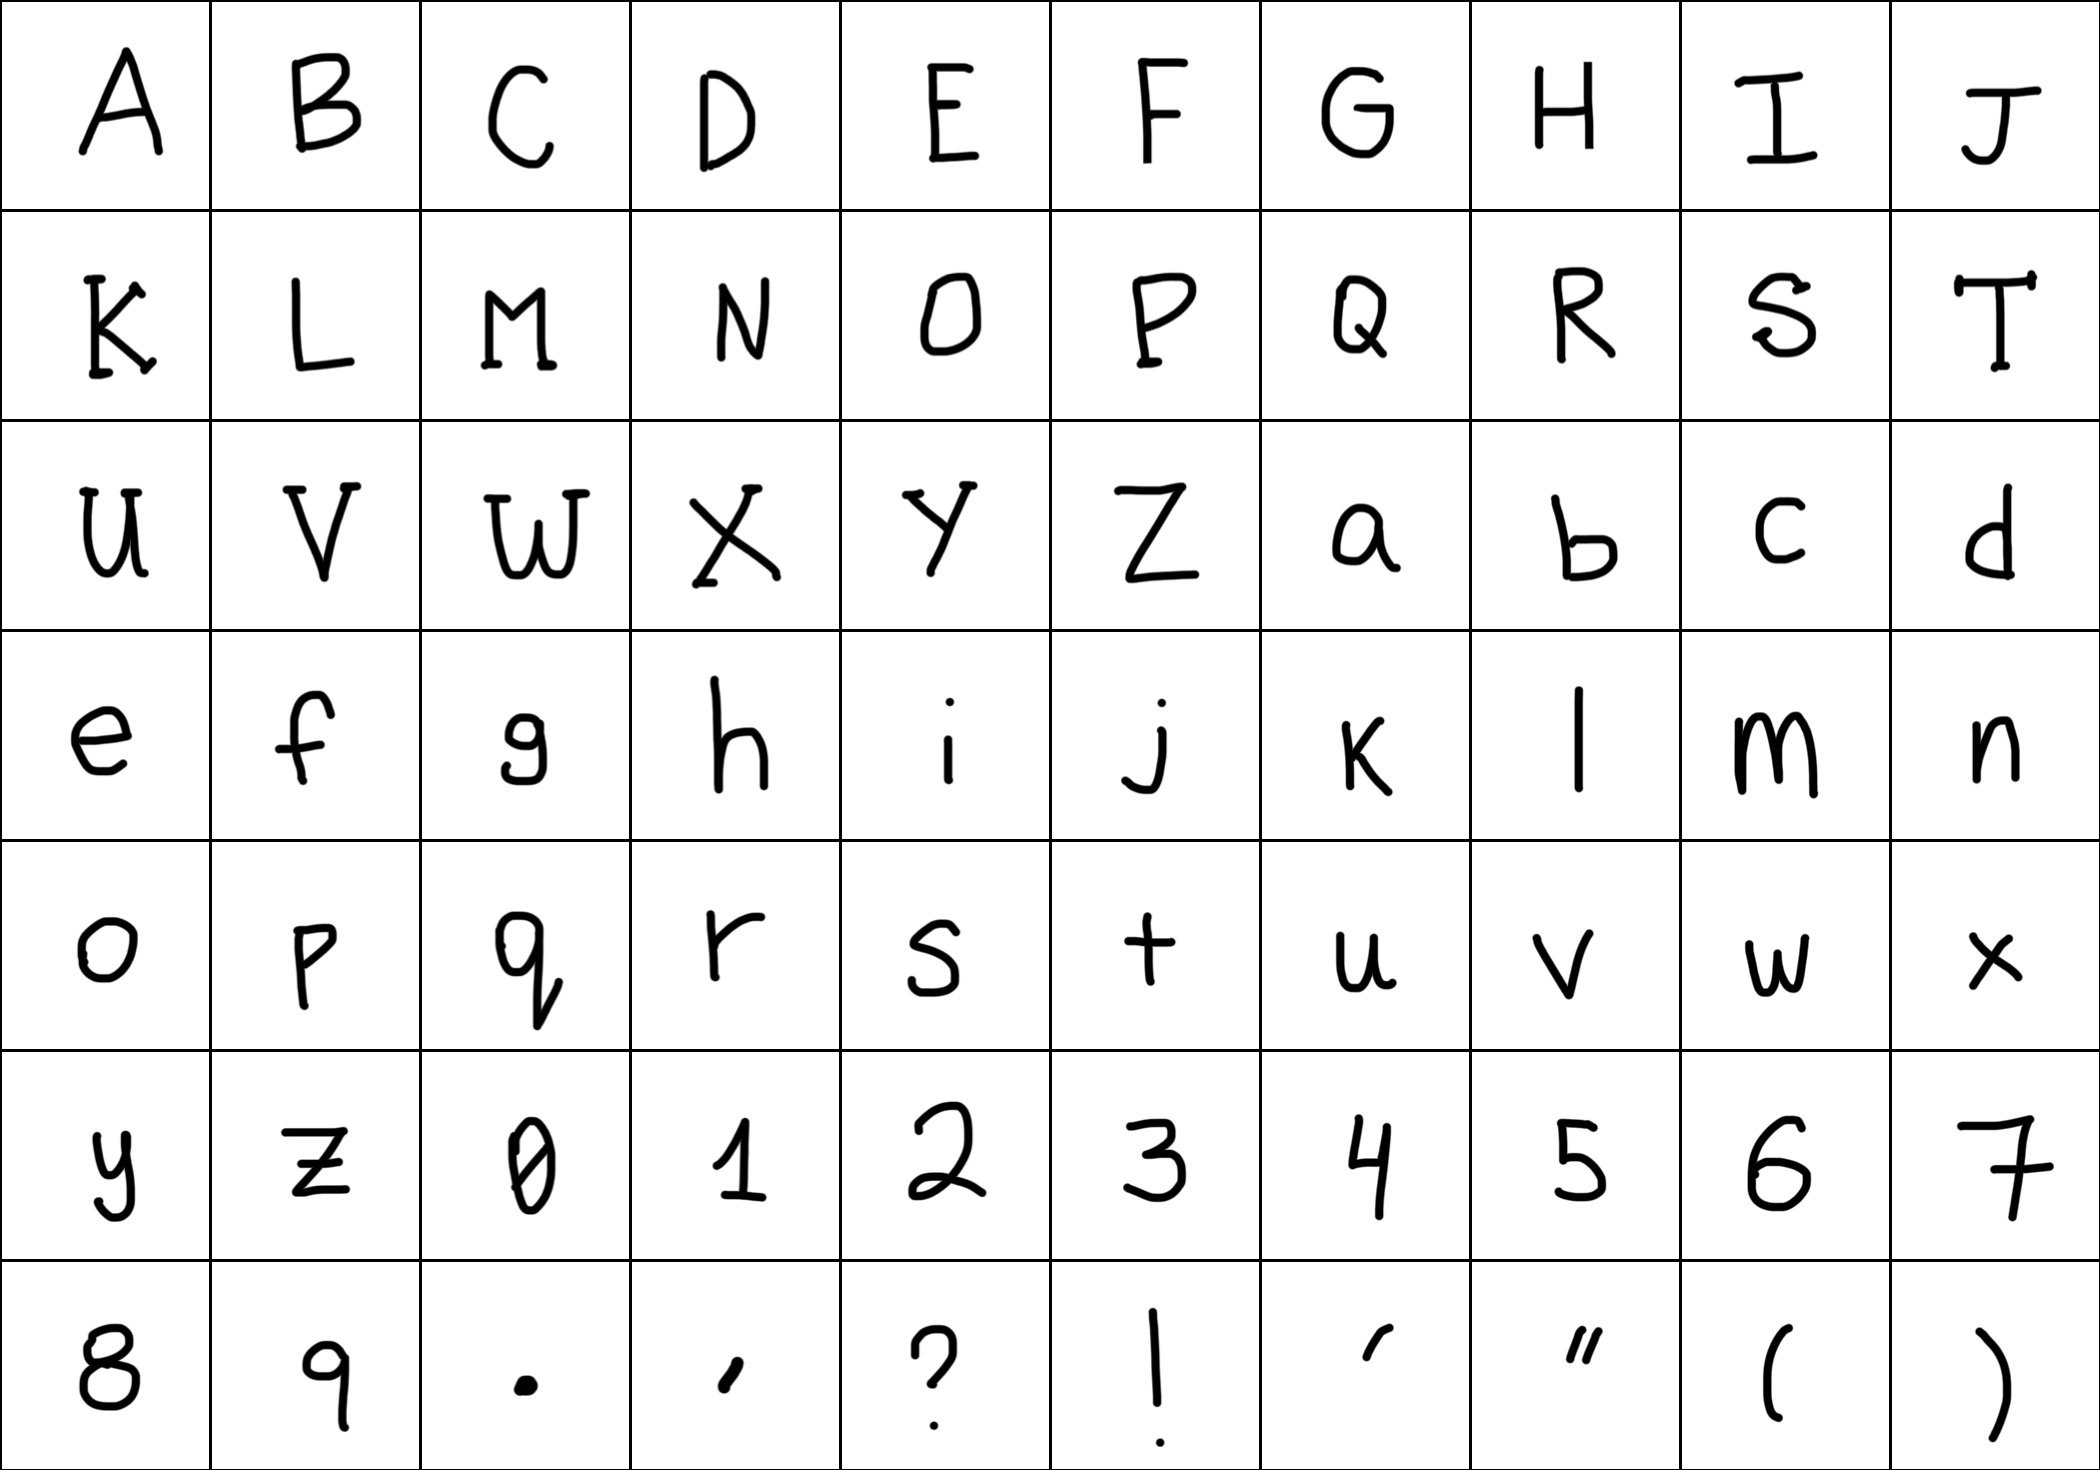 A B C D E F G H I J
K L M N O P Q R S T
U V W X Y Z a b c d
e f g h i j k l m n
o p q r s t u v w x
y z 0 1 2 3 4 5 6 7
8 9 . , ? ! ' " ( )